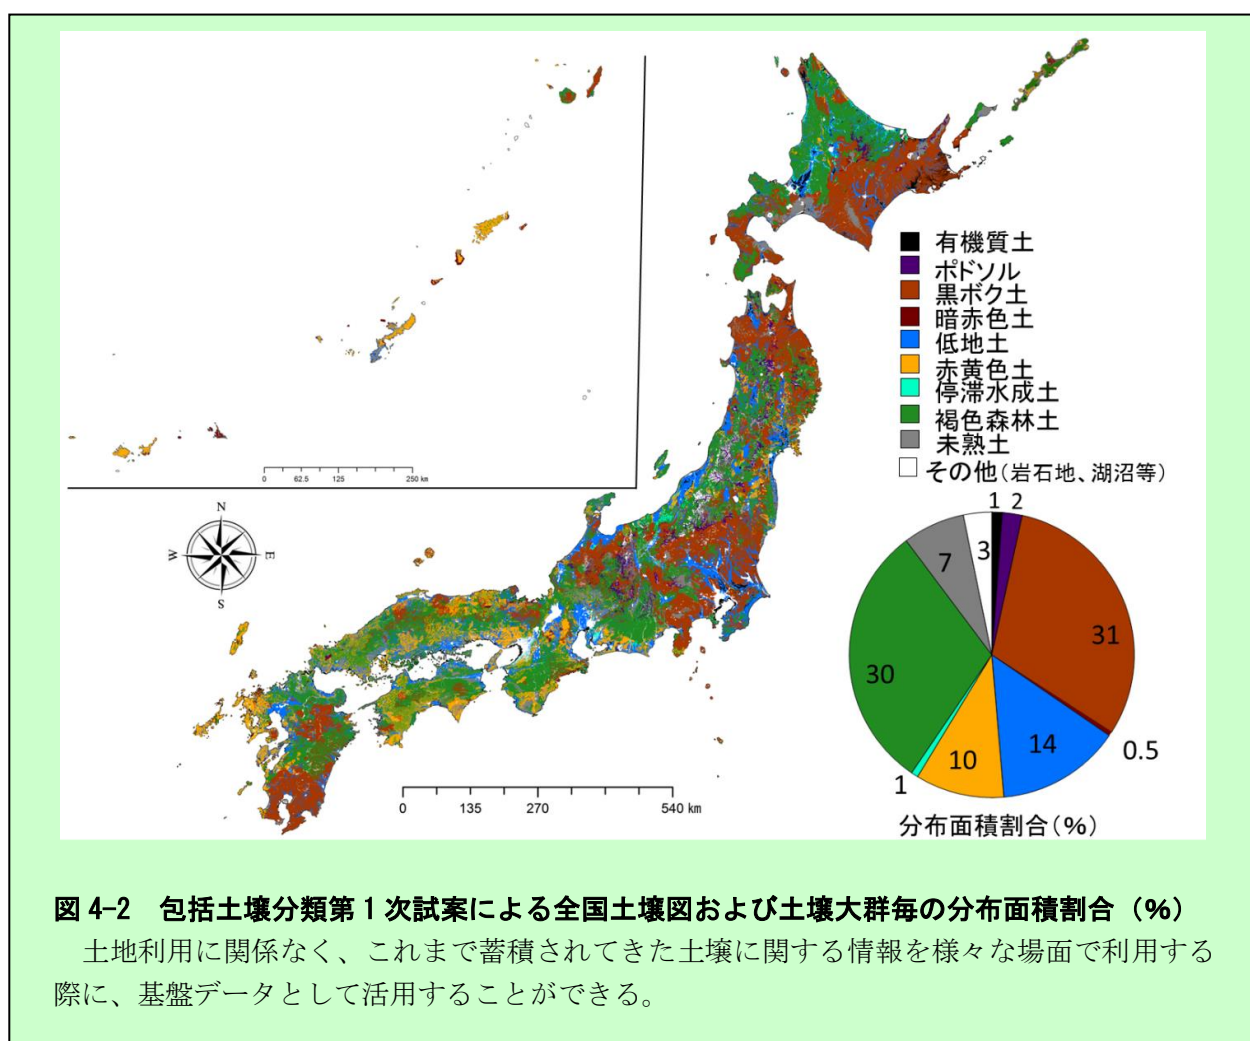 0 62.5 125 250 km
N
W E
S
0 135 270 540 km
有機質土
ポドソル
黒ボク土
暗赤色土
低地土
赤黄色土
停滞水成土
褐色森林土
未熟土
その他(岩石地、湖沼等)
1 2
3
7
31
30
14
10
0.5
1
分布面積割合(%)
図 4-2 包括土壌分類第 1 次試案による全国土壌図および土壌大群毎の分布面積割合(%)
土地利用に関係なく、これまで蓄積されてきた土壌に関する情報を様々な場面で利用する
際に、基盤データとして活用することができる。